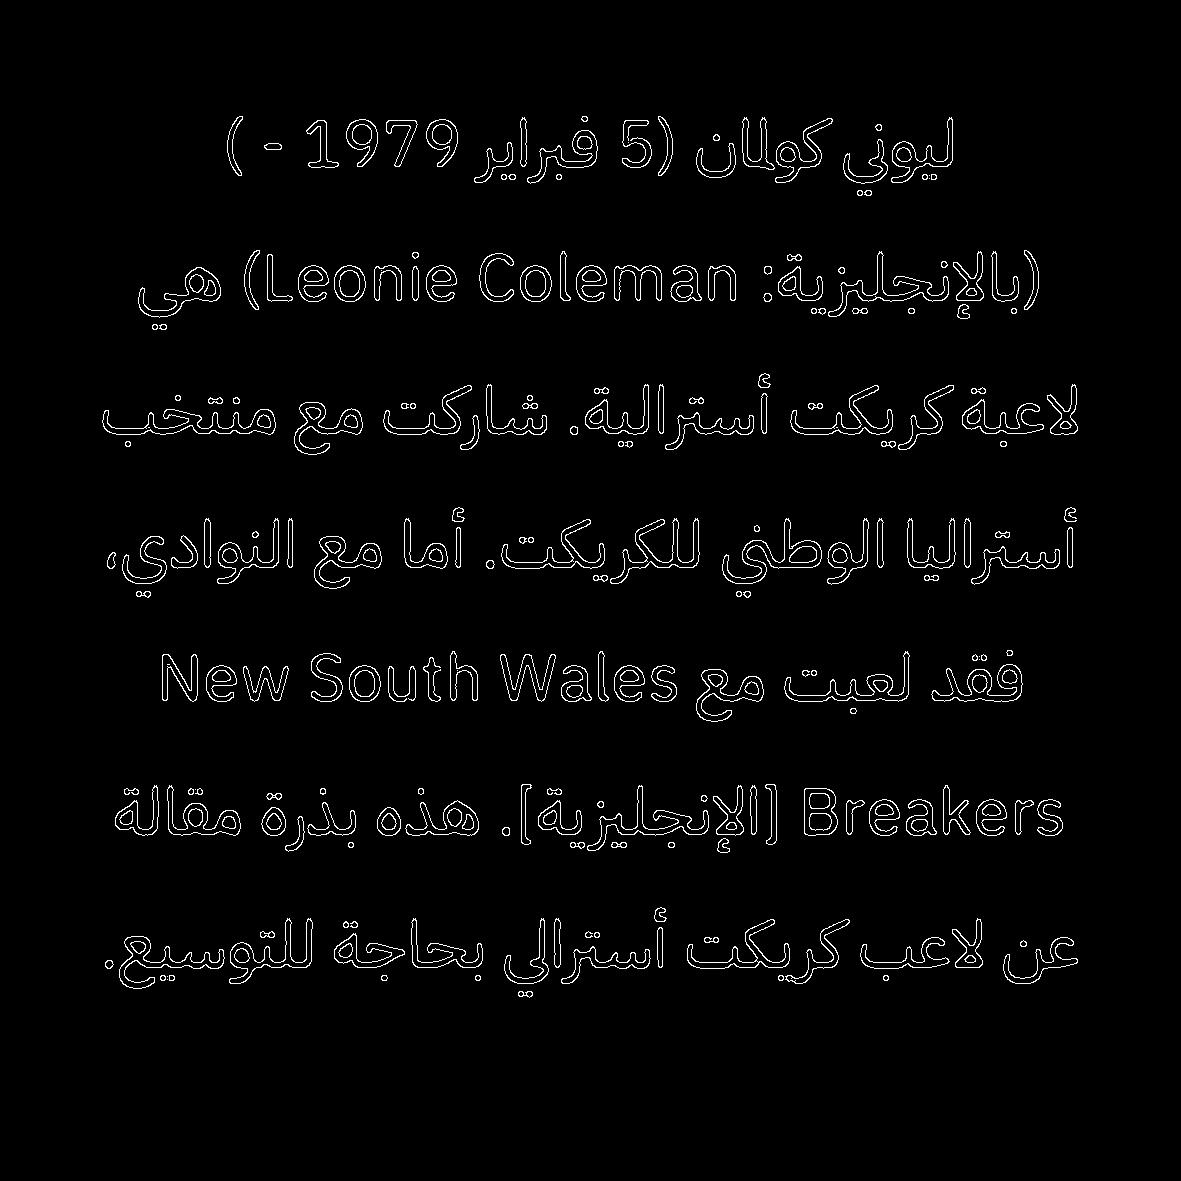 ليوني كولمان (5 فبراير 1979 - )
(بالإنجليزية: Leonie Coleman) هي
لاعبة كريكت أسترالية. شاركت مع منتخب
أستراليا الوطني للكريكت. أما مع النوادي،
فقد لعبت مع New South Wales
Breakers [الإنجليزية]. هذه بذرة مقالة
عن لاعب كريكت أسترالي بحاجة للتوسيع.